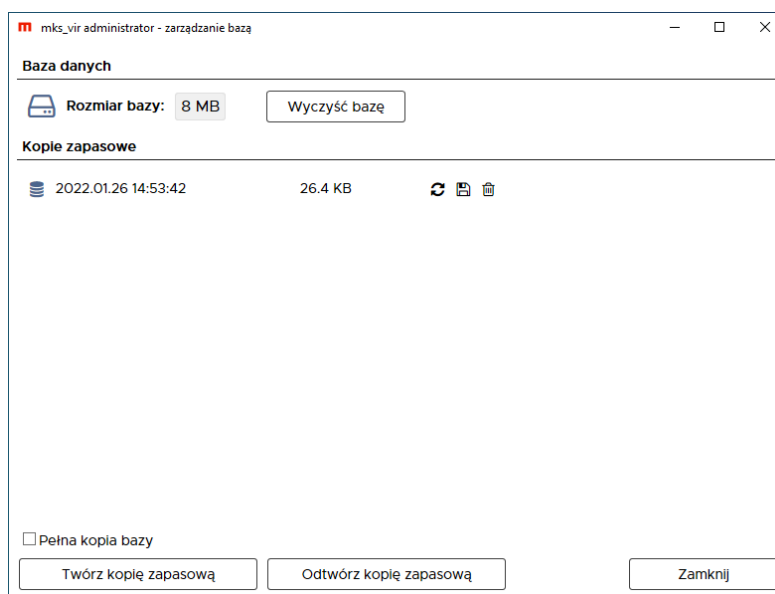 m mks_vir administrator - zarządzanie bazą
Baza danych
Rozmiar bazy: 8 MB Wyczyść bazę
Kopie zapasowe
2022.01.26 14:53:42 26.4 KB
Pełna kopia bazy
Twórz kopię zapasową Odtwórz kopię zapasową Zamknij